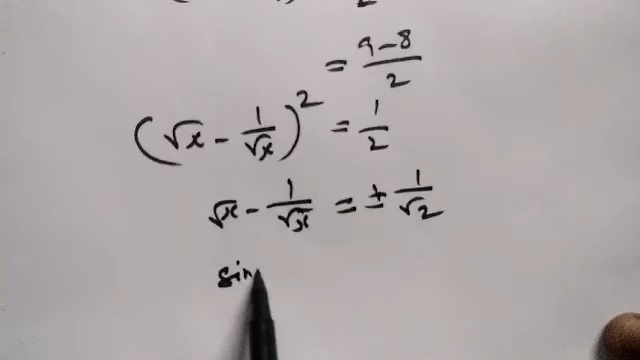 = 9-8/2
(√x - 1/√x)² = 1/2
√x - 1/√x = ± 1/√2
sin